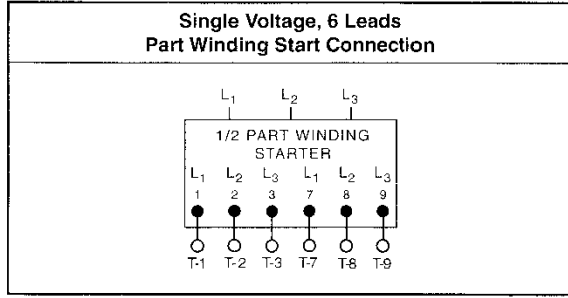 Single Voltage, 6 Leads
Part Winding Start Connection
L₁ L₂ L₃
1/2 PART WINDING
STARTER
L₁ L₂ L₃ L₁ L₂ L₃
1 2 3 7 8 9
T-1 T-2 T-3 T-7 T-8 T-9